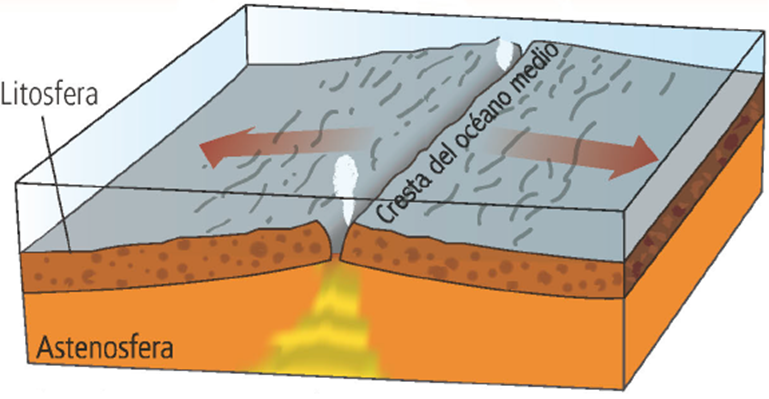 Litosfera
Cresta del océano medio
Astenosfera